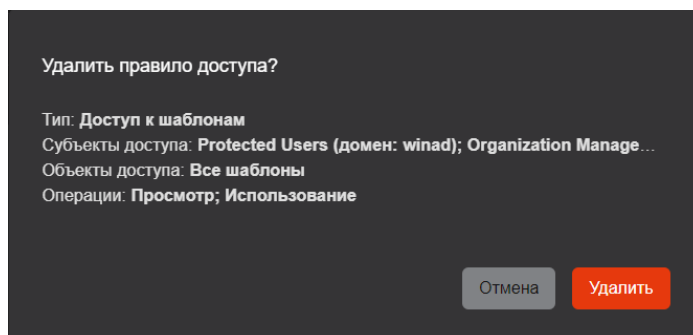 Удалить правило доступа?
Тип: Доступ к шаблонам
Субъекты доступа: Protected Users (домен: winad); Organization Manage...
Объекты доступа: Все шаблоны
Операции: Просмотр; Использование
Отмена Удалить